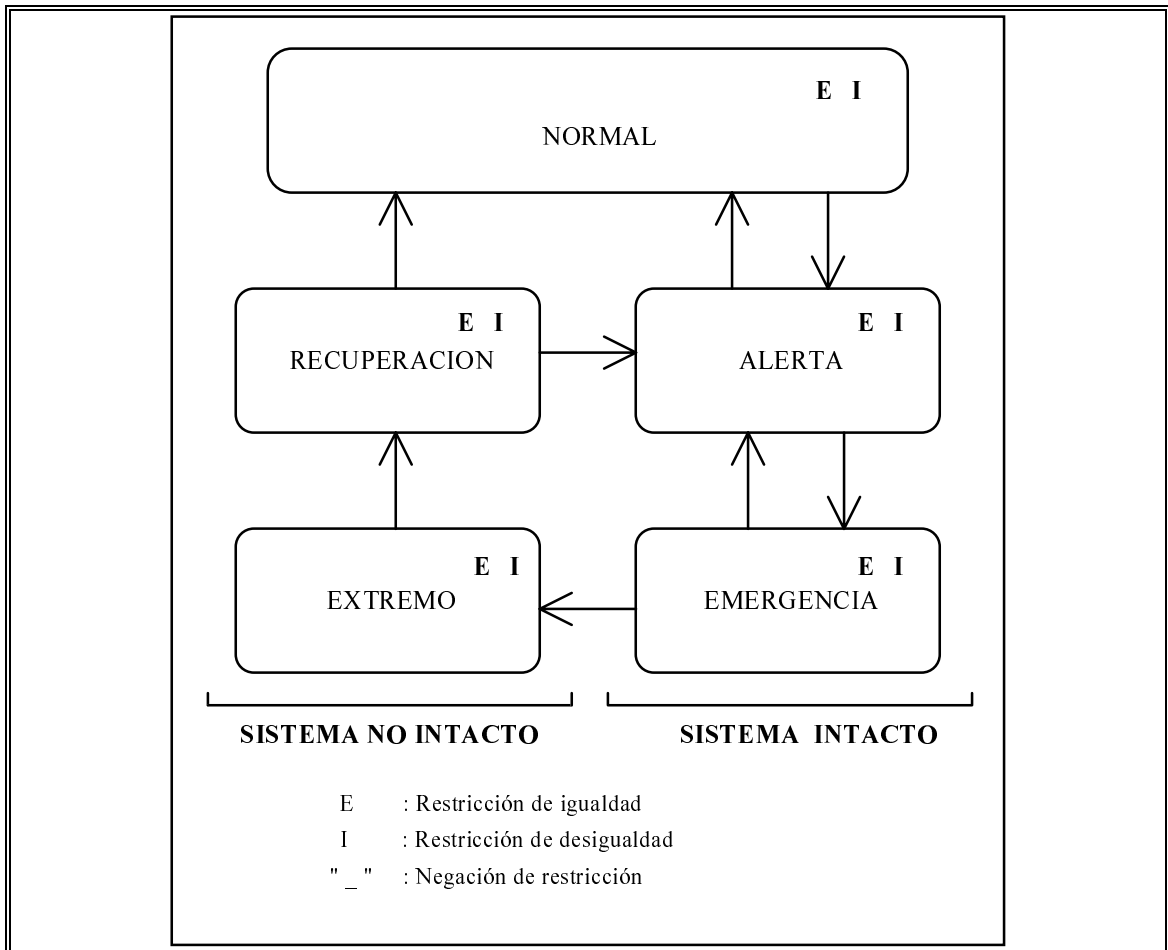 E I
NORMAL
E I
RECUPERACION
E I
ALERTA
E I
EXTREMO
E I
EMERGENCIA
SISTEMA NO INTACTO
SISTEMA INTACTO
E : Restricción de igualdad
I : Restricción de desigualdad
" _ " : Negación de restricción